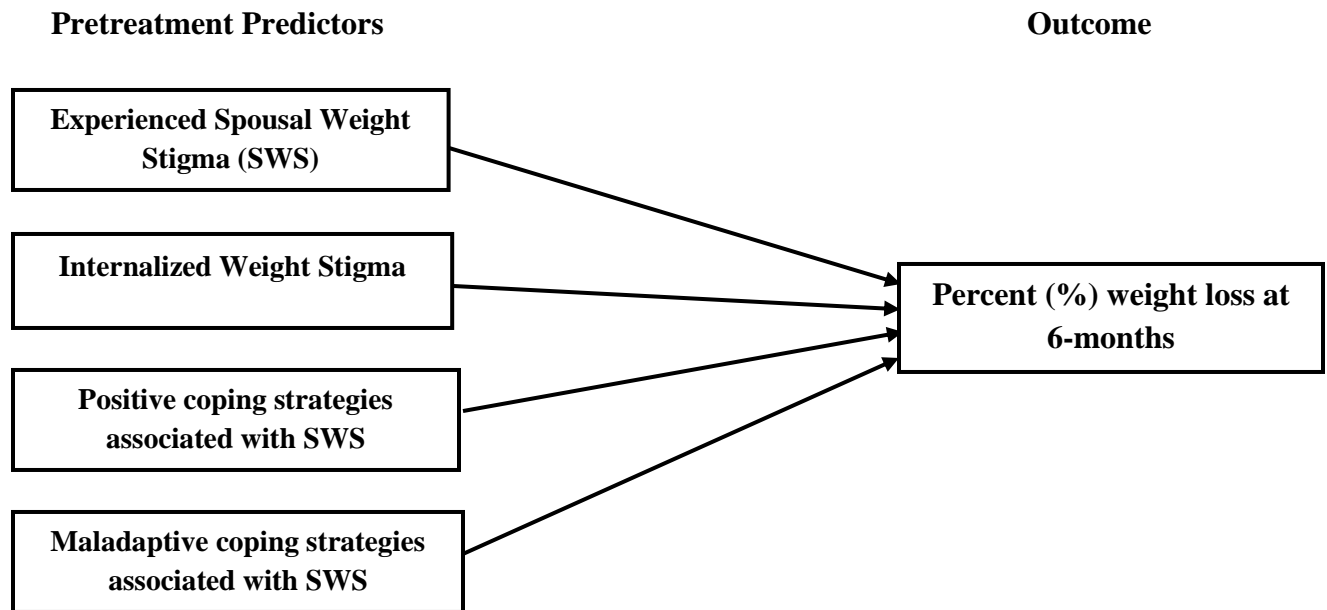 Pretreatment Predictors
Outcome
Experienced Spousal Weight
Stigma (SWS)
Internalized Weight Stigma
Positive coping strategies
associated with SWS
Maladaptive coping strategies
associated with SWS
Percent (%) weight loss at
6-months